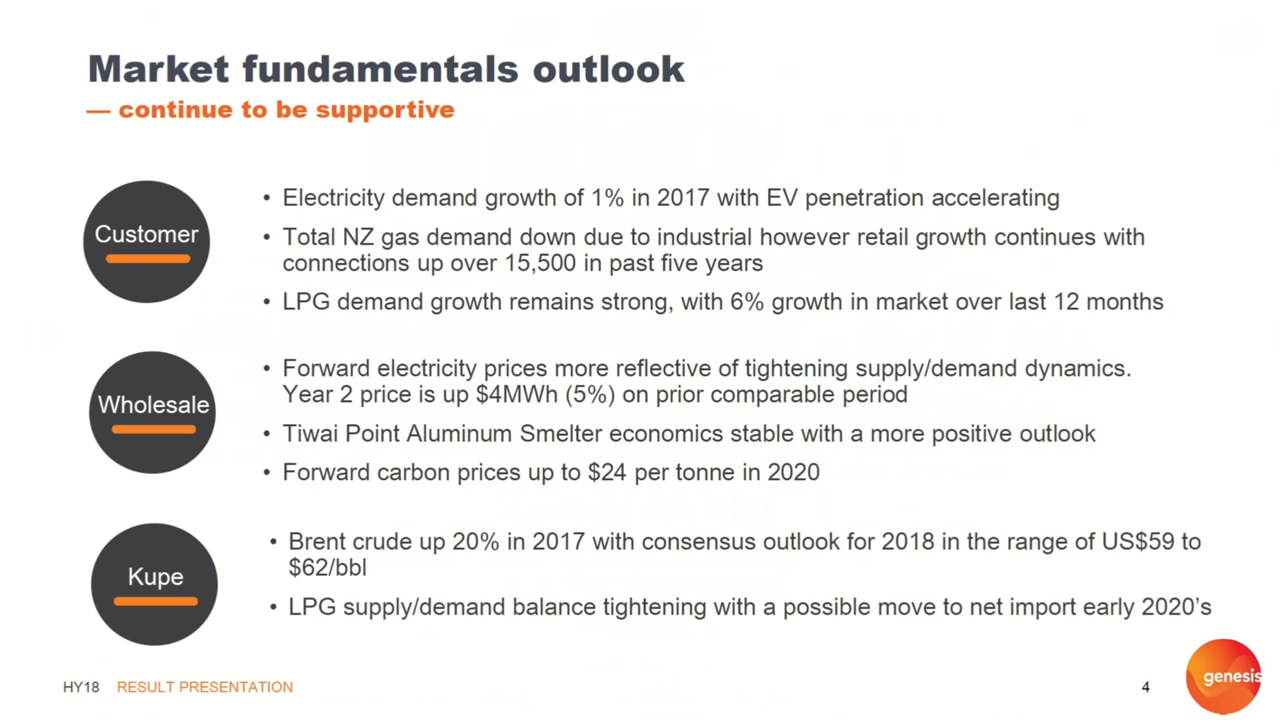 Market fundamentals outlook
— continue to be supportive
Customer
• Electricity demand growth of 1% in 2017 with EV penetration accelerating
• Total NZ gas demand down due to industrial however retail growth continues with
connections up over 15,500 in past five years
• LPG demand growth remains strong, with 6% growth in market over last 12 months
Wholesale
• Forward electricity prices more reflective of tightening supply/demand dynamics.
Year 2 price is up $4MWh (5%) on prior comparable period
• Tiwai Point Aluminum Smelter economics stable with a more positive outlook
• Forward carbon prices up to $24 per tonne in 2020
Kupe
• Brent crude up 20% in 2017 with consensus outlook for 2018 in the range of US$59 to
$62/bbl
• LPG supply/demand balance tightening with a possible move to net import early 2020's
HY18 RESULT PRESENTATION
4
genesis